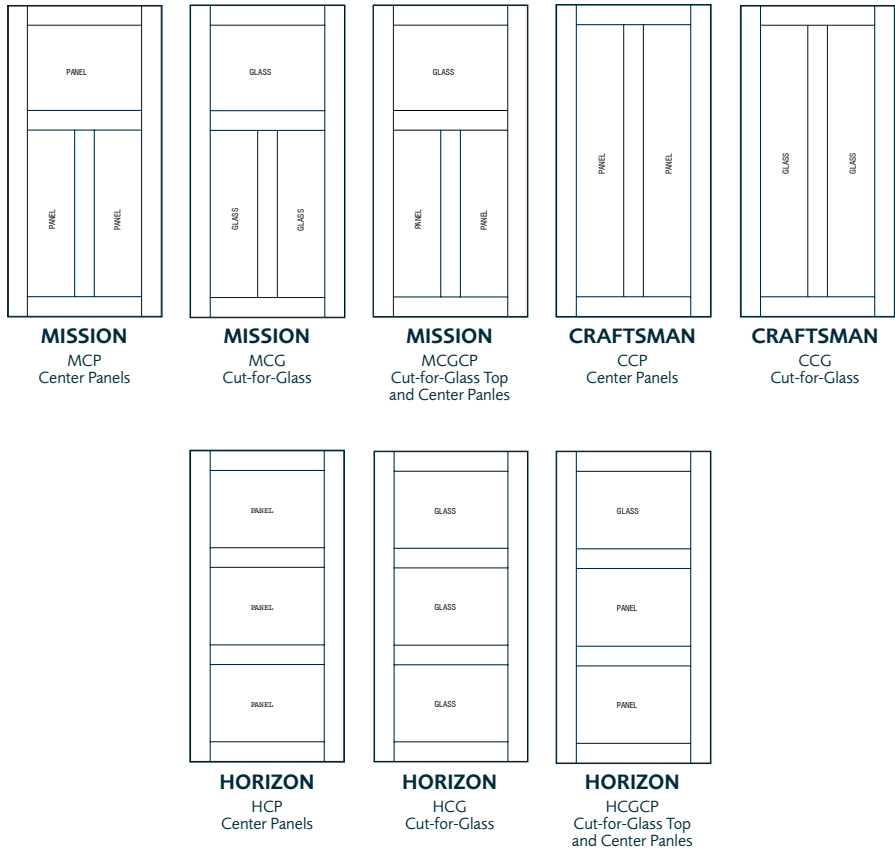 PANEL
PANEL
PANEL
MISSION
MCP
Center Panels
GLASS
GLASS
GLASS
MISSION
MCG
Cut-for-Glass
GLASS
PANEL
PANEL
MISSION
MCGCP
Cut-for-Glass Top
and Center Panles
PANEL
PANEL
CRAFTSMAN
CCP
Center Panels
GLASS
GLASS
CRAFTSMAN
CCG
Cut-for-Glass
PANEL
PANEL
PANEL
HORIZON
HCP
Center Panels
GLASS
GLASS
GLASS
HORIZON
HCG
Cut-for-Glass
GLASS
PANEL
PANEL
HORIZON
HCGCP
Cut-for-Glass Top
and Center Panles